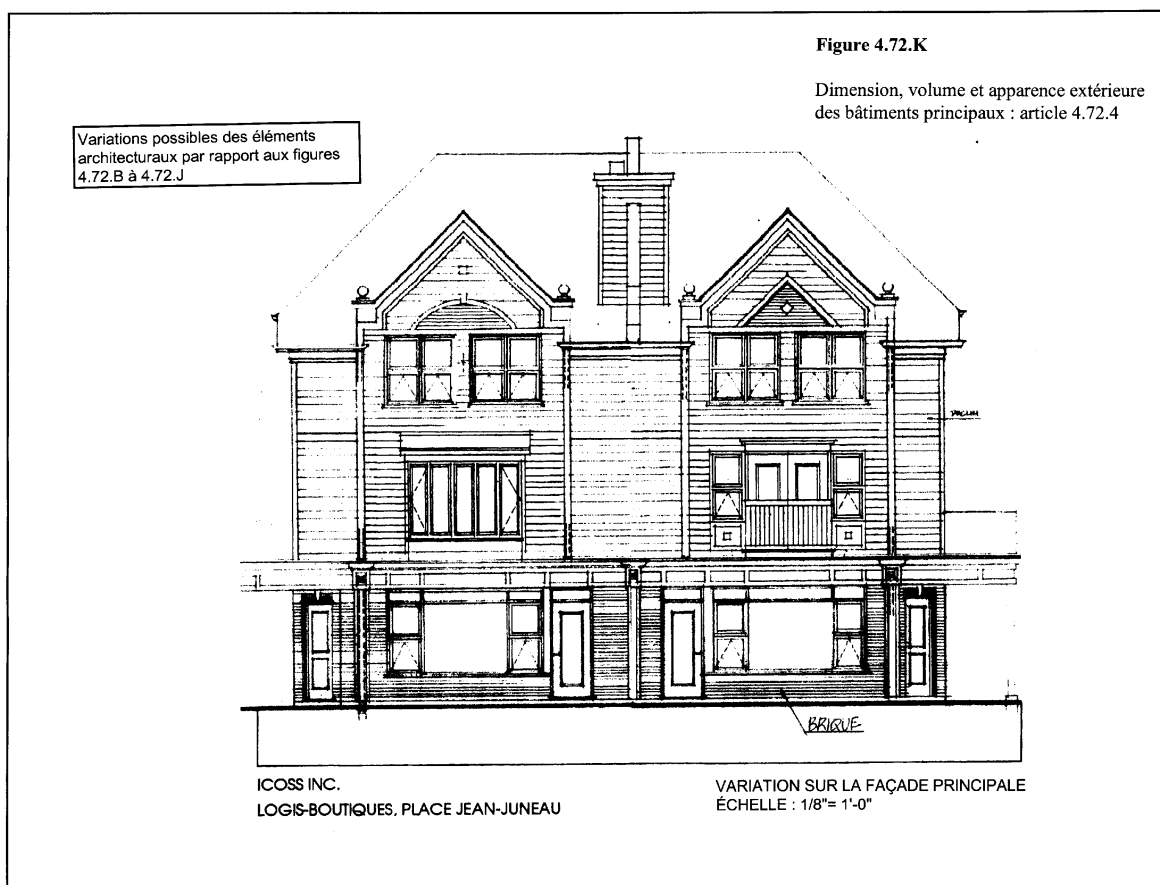 Figure 4.72.K
Dimension, volume et apparence extérieure
des bâtiments principaux : article 4.72.4
Variations possibles des éléments
architecturaux par rapport aux figures
4.72.B à 4.72.J
BRIQUE
ICOSS INC.
LOGIS-BOUTIQUES, PLACE JEAN-JUNEAU
VARIATION SUR LA FAÇADE PRINCIPALE
ÉCHELLE : 1/8"= 1'-0"